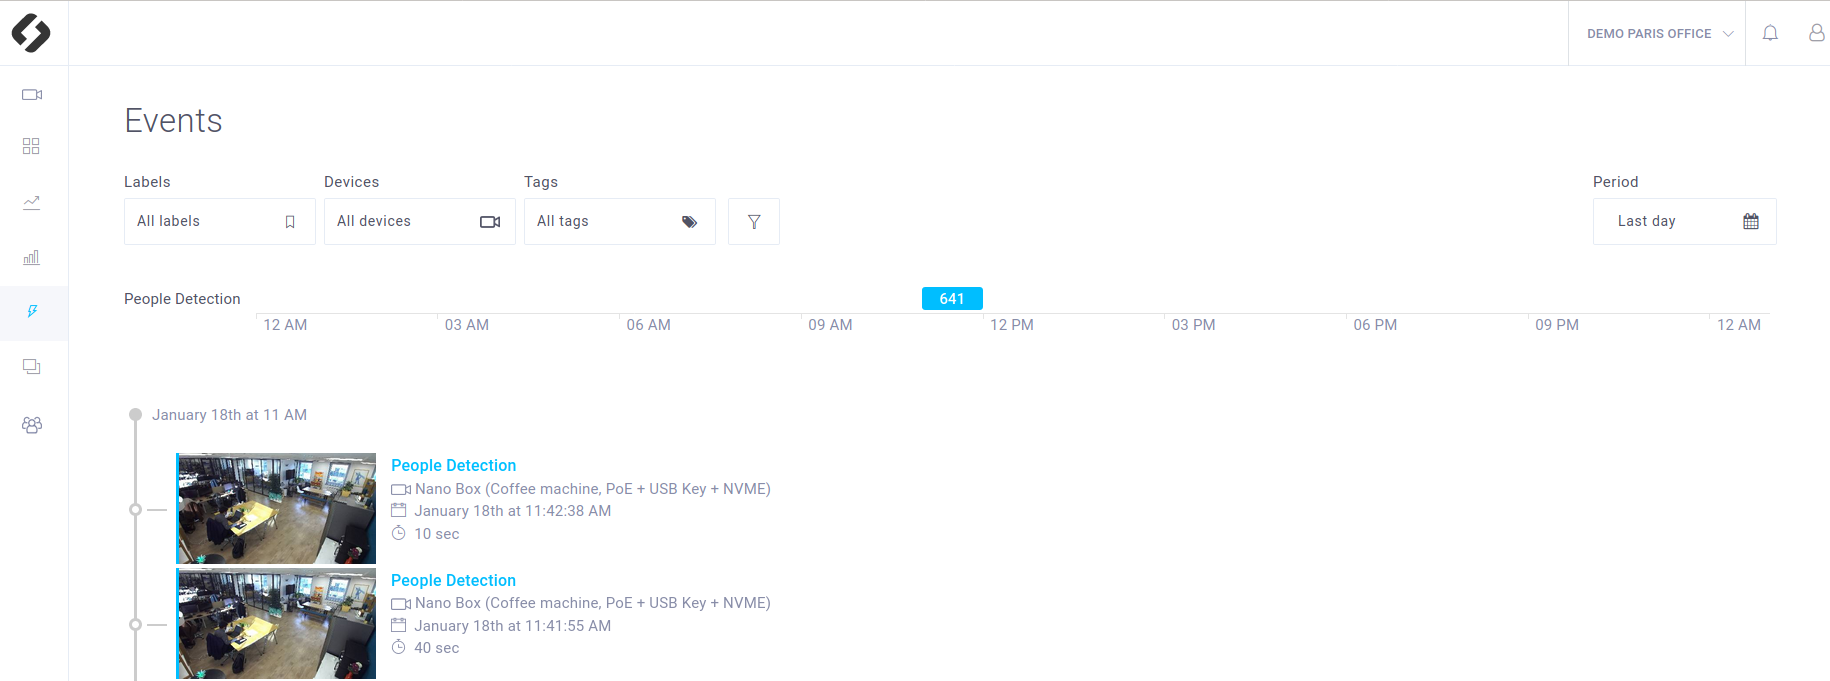 DEMO PARIS OFFICE
Events
Labels
Devices
Tags
Period
All labels
All devices
All tags
Last day
People Detection
641
12 AM
03 AM
06 AM
09 AM
12 PM
03 PM
06 PM
09 PM
12 AM
January 18th at 11 AM
People Detection
Nano Box (Coffee machine, PoE + USB Key + NVME)
January 18th at 11:42:38 AM
10 sec
People Detection
Nano Box (Coffee machine, PoE + USB Key + NVME)
January 18th at 11:41:55 AM
40 sec